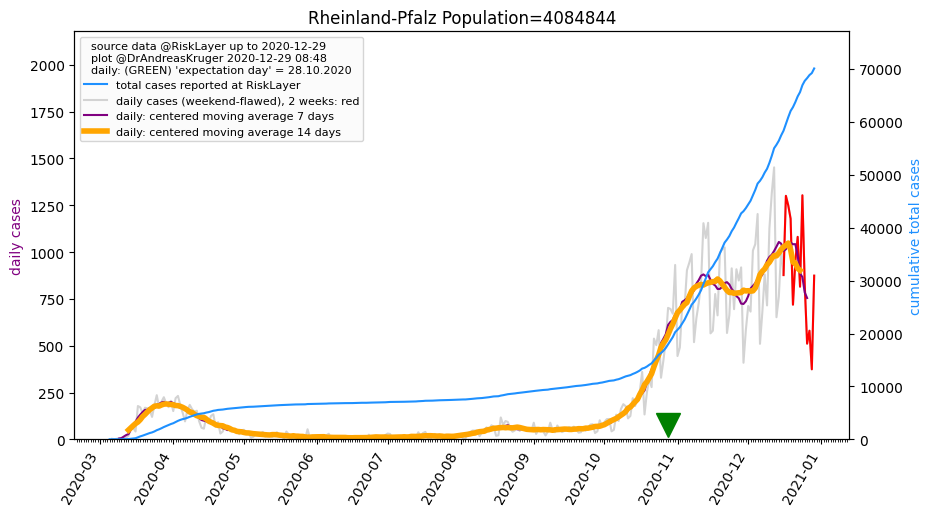 Rheinland-Pfalz Population=4084844
source data @RiskLayer up to 2020-12-29
plot @DrAndreasKruger 2020-12-29 08:48
daily: (GREEN) 'expectation day' = 28.10.2020
total cases reported at RiskLayer
daily cases (weekend-flawed), 2 weeks: red
daily: centered moving average 7 days
daily: centered moving average 14 days
daily cases
2000
1750
1500
1250
1000
750
500
250
0
cumulative total cases
70000
60000
50000
40000
30000
20000
10000
0
2020-03
2020-04
2020-05
2020-06
2020-07
2020-08
2020-09
2020-10
2020-11
2020-12
2021-01